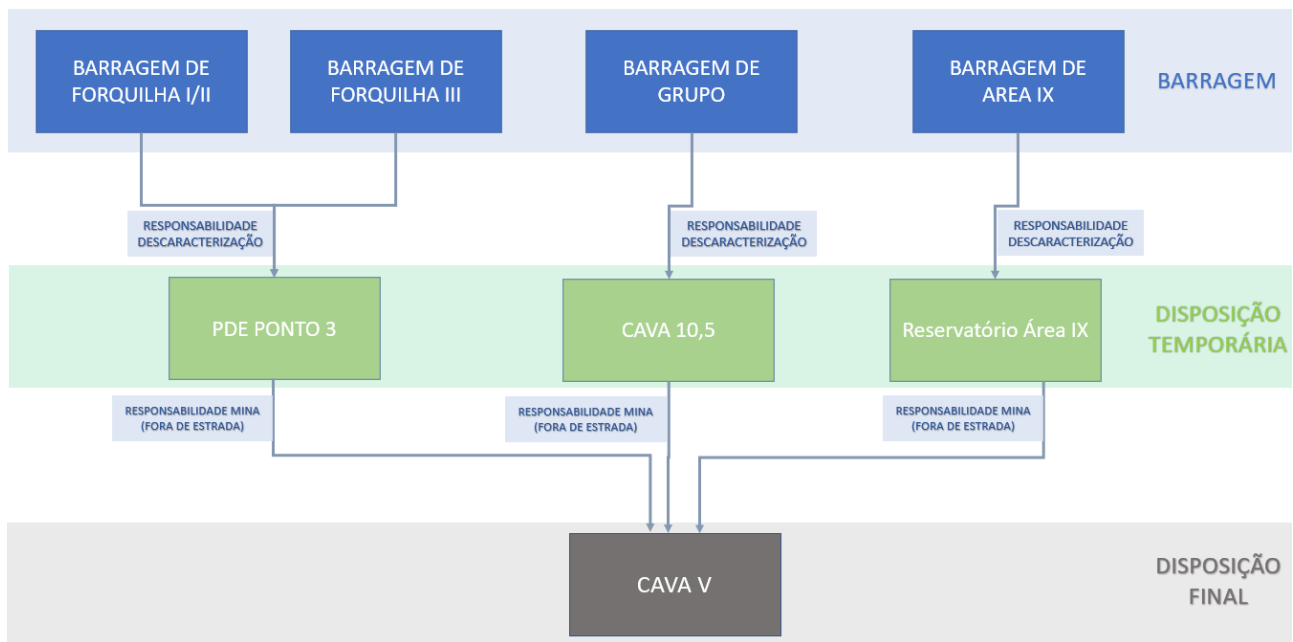 BARRAGEM DE
FORQUILHA I/II
BARRAGEM DE
FORQUILHA III
BARRAGEM DE
GRUPO
BARRAGEM DE
AREA IX
BARRAGEM
RESPONSABILIDADE
DESCARACTERIZAÇÃO
RESPONSABILIDADE
DESCARACTERIZAÇÃO
RESPONSABILIDADE
DESCARACTERIZAÇÃO
PDE PONTO 3
CAVA 10,5
Reservatório Área IX
DISPOSIÇÃO
TEMPORÁRIA
RESPONSABILIDADE MINA
(FORA DE ESTRADA)
RESPONSABILIDADE MINA
(FORA DE ESTRADA)
RESPONSABILIDADE MINA
(FORA DE ESTRADA)
CAVA V
DISPOSIÇÃO
FINAL